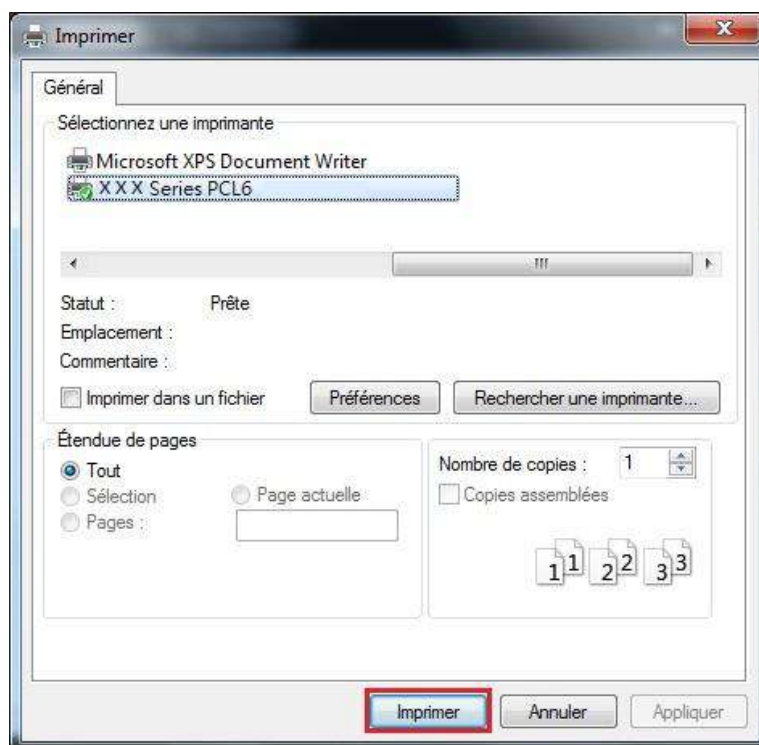 Imprimer
Général
Sélectionnez une imprimante
Microsoft XPS Document Writer
X X X Series PCL6
Statut : Prête
Emplacement :
Commentaire :
Imprimer dans un fichier Préférences Rechercher une imprimante...
Étendue de pages
Tout
Sélection Page actuelle
Pages :
Nombre de copies : 1
Copies assemblées
1 1 2 2 3 3
Imprimer Annuler Appliquer